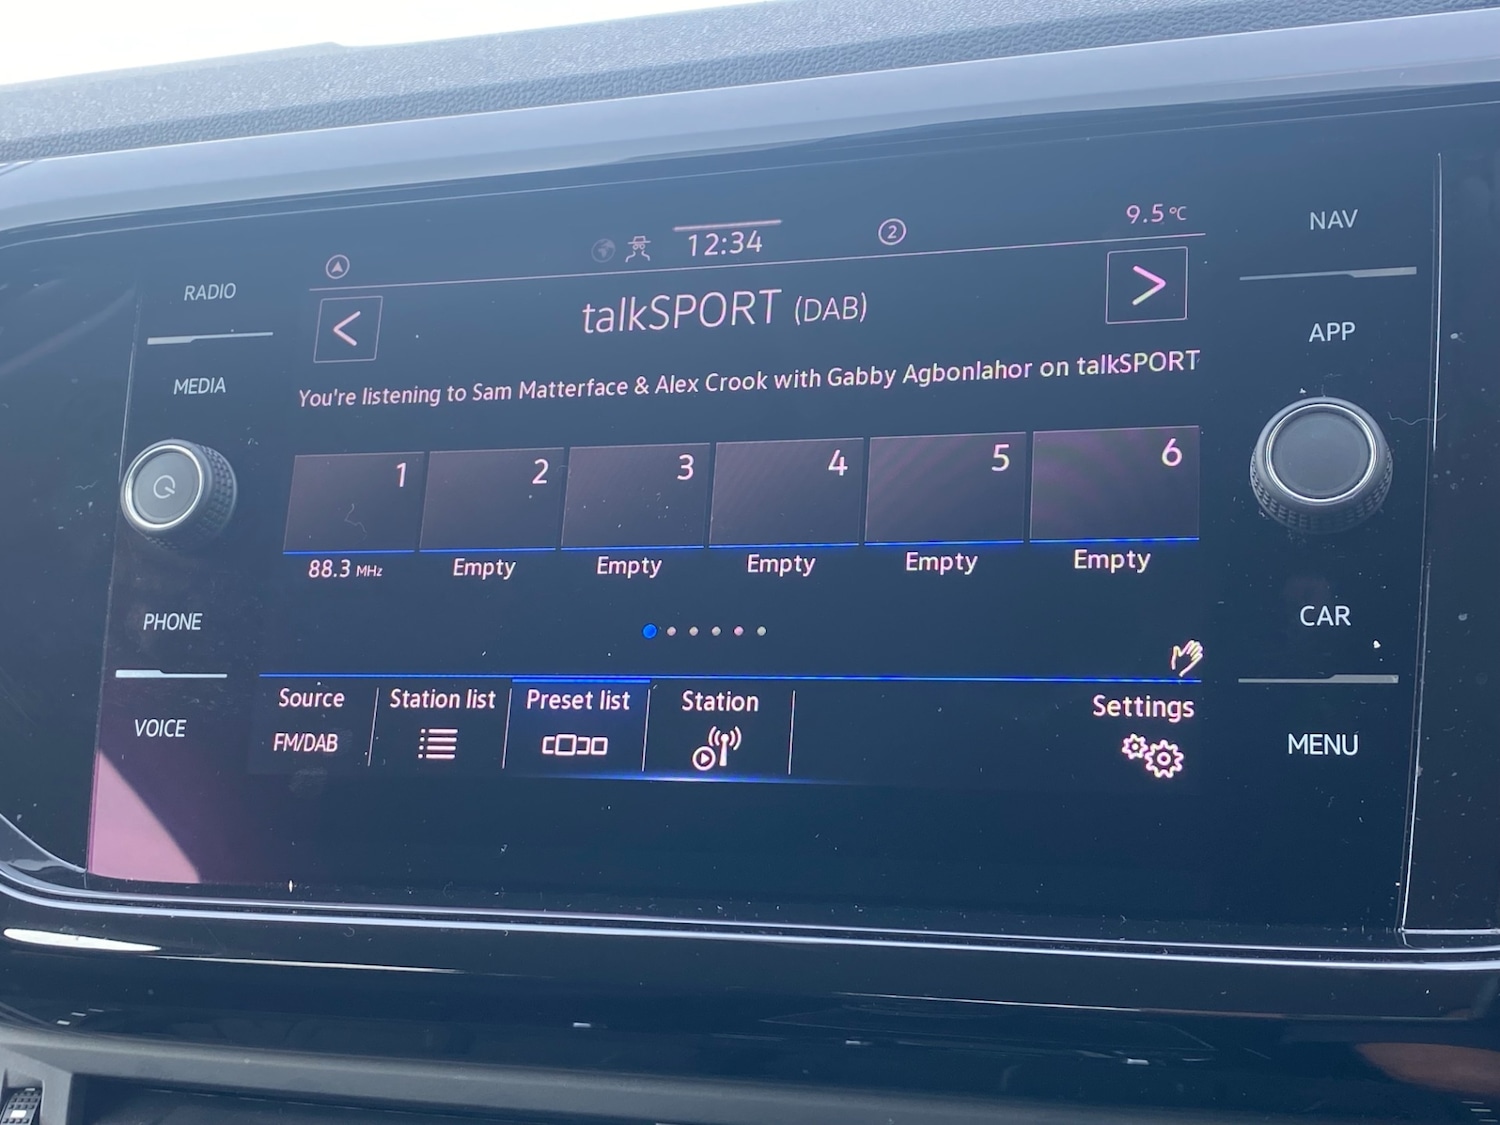 12:34
2
9.5 °C
talkSPORT (DAB)
You're listening to Sam Matterface & Alex Crook with Gabby Agbonlahor on talkSPORT
1 2 3 4 5 6
88.3 MHz Empty Empty Empty Empty Empty
Source Station list Preset list Station Settings
FM/DAB
RADIO
MEDIA
PHONE
VOICE
NAV
APP
CAR
MENU